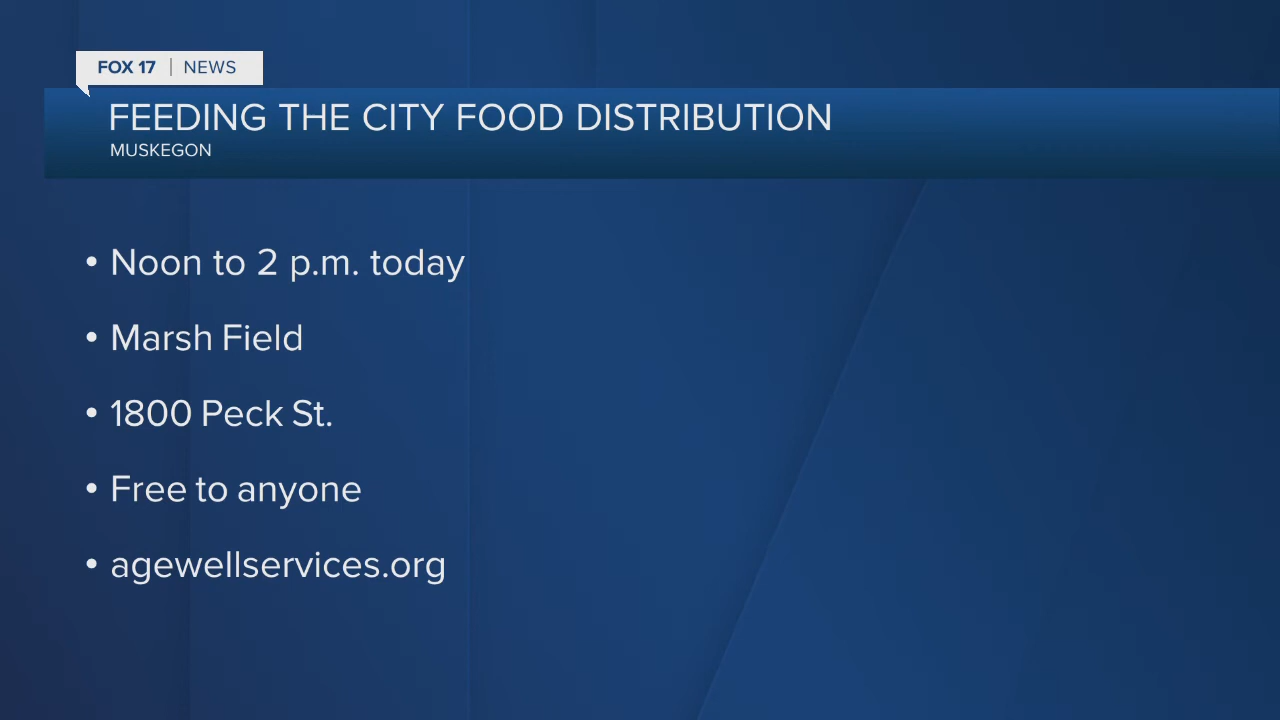 FOX 17 | NEWS
FEEDING THE CITY FOOD DISTRIBUTION
MUSKEGON
• Noon to 2 p.m. today
• Marsh Field
• 1800 Peck St.
• Free to anyone
• agewellservices.org